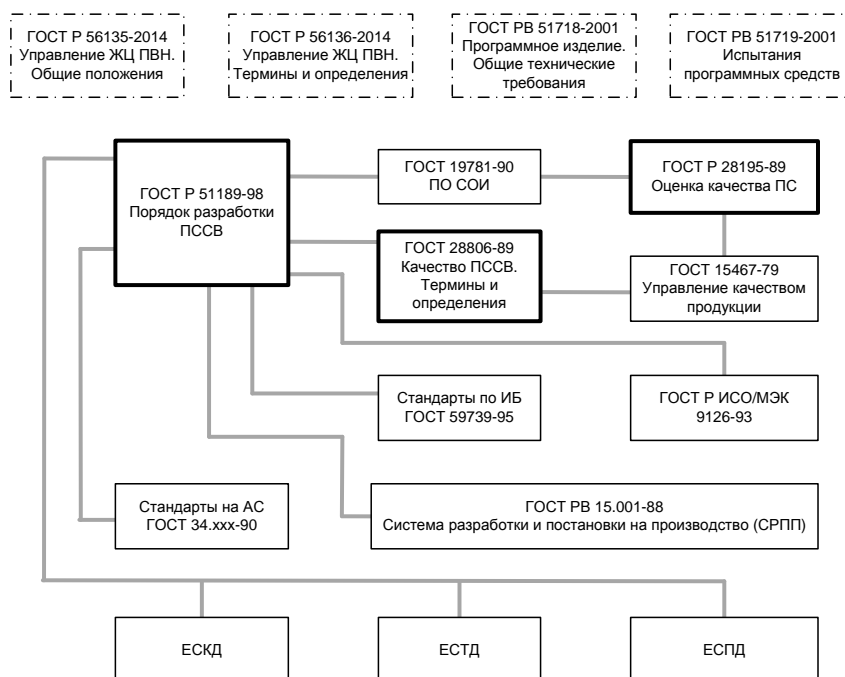 ГОСТ Р 56135-2014
Управление ЖЦ ПВН.
Общие положения
ГОСТ Р 56136-2014
Управление ЖЦ ПВН.
Термины и определения
ГОСТ РВ 51718-2001
Программное изделие.
Общие технические
требования
ГОСТ РВ 51719-2001
Испытания
программных средств
ГОСТ Р 51189-98
Порядок разработки
ПССВ
ГОСТ 19781-90
ПО СОИ
ГОСТ Р 28195-89
Оценка качества ПС
ГОСТ 28806-89
Качество ПССВ.
Термины и
определения
ГОСТ 15467-79
Управление качеством
продукции
Стандарты по ИБ
ГОСТ 59739-95
ГОСТ Р ИСО/МЭК
9126-93
Стандарты на АС
ГОСТ 34.xxx-90
ГОСТ РВ 15.001-88
Система разработки и постановки на производство (СРПП)
ЕСКД
ЕСТД
ЕСПД